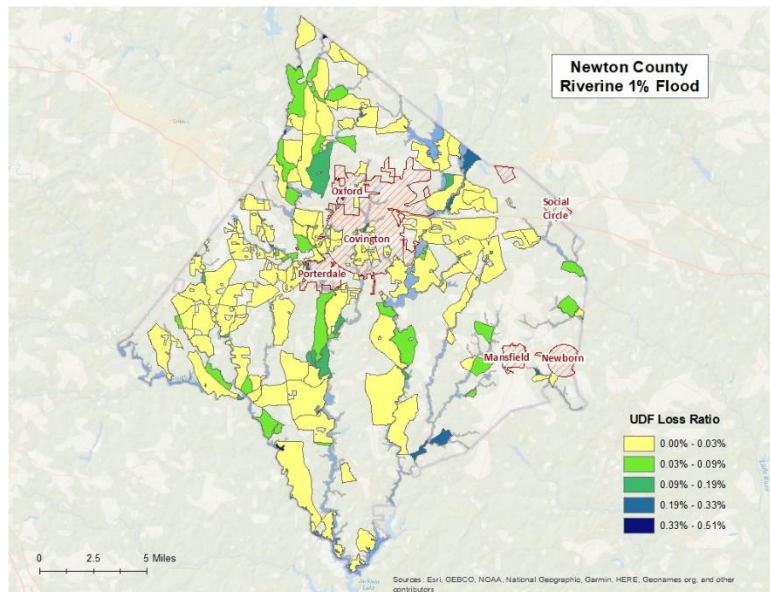 Newton County
Riverine 1% Flood
Oxford
Social
Circle
Covington
Porterdale
Mansfield
Newborn
UDF Loss Ratio
0.00% - 0.03%
0.03% - 0.09%
0.09% - 0.19%
0.19% - 0.33%
0.33% - 0.51%
0 2.5 5 Miles
Sources: Esri, GEBCO, NOAA, National Geographic, Garmin, HERE, Geonames.org, and other
contributors